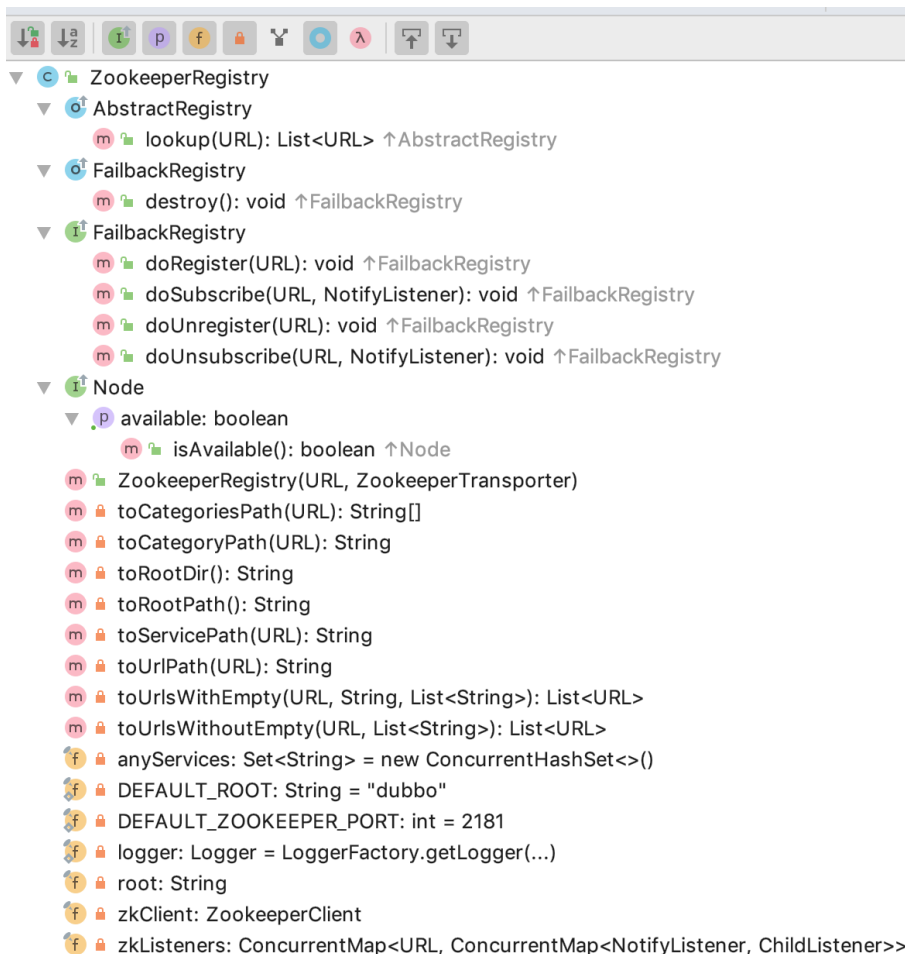 ZookeeperRegistry
AbstractRegistry
lookup(URL): List<URL> ↑AbstractRegistry
FailbackRegistry
destroy(): void ↑FailbackRegistry
FailbackRegistry
doRegister(URL): void ↑FailbackRegistry
doSubscribe(URL, NotifyListener): void ↑FailbackRegistry
doUnregister(URL): void ↑FailbackRegistry
doUnsubscribe(URL, NotifyListener): void ↑FailbackRegistry
Node
available: boolean
isAvailable(): boolean ↑Node
ZookeeperRegistry(URL, ZookeeperTransporter)
toCategoriesPath(URL): String[]
toCategoryPath(URL): String
toRootDir(): String
toRootPath(): String
toServicePath(URL): String
toUrlPath(URL): String
toUrlsWithEmpty(URL, String, List<String>): List<URL>
toUrlsWithoutEmpty(URL, List<String>): List<URL>
anyServices: Set<String> = new ConcurrentHashSet<>()
DEFAULT_ROOT: String = "dubbo"
DEFAULT_ZOOKEEPER_PORT: int = 2181
logger: Logger = LoggerFactory.getLogger(...)
root: String
zkClient: ZookeeperClient
zkListeners: ConcurrentMap<URL, ConcurrentMap<NotifyListener, ChildListener>>